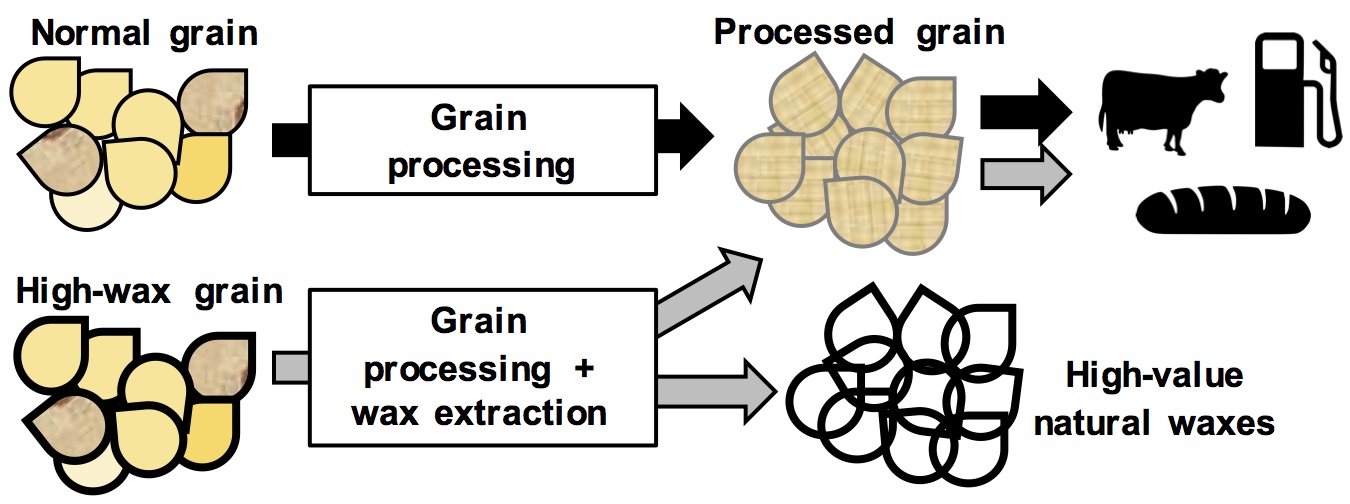 Normal grain
Grain
processing
Processed grain
High-wax grain
Grain
processing +
wax extraction
High-value
natural waxes